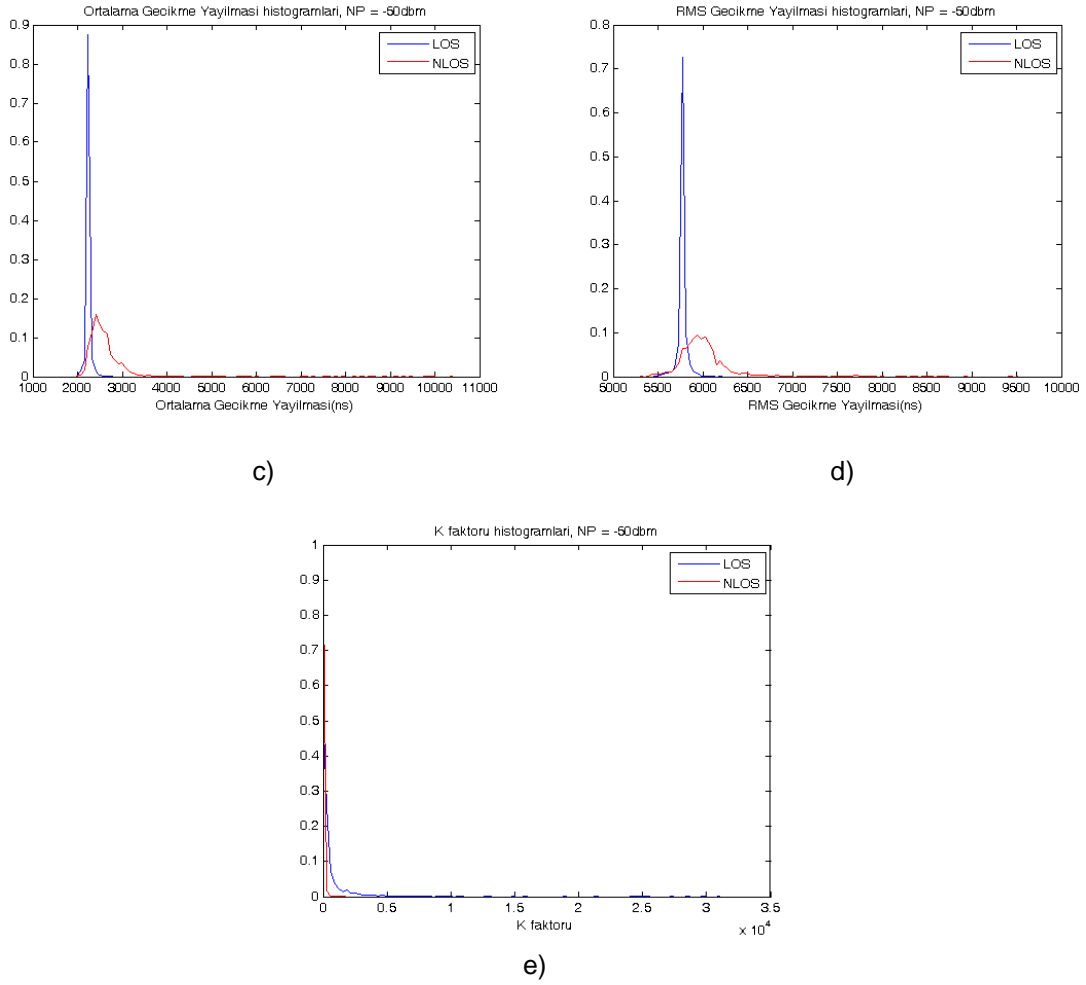 Ortalama Gecikme Yayilmasi histogramlari, NP = -50dbm
0.9
0.8
0.7
0.6
0.5
0.4
0.3
0.2
0.1
0
1000 2000 3000 4000 5000 6000 7000 8000 9000 10000 11000
Ortalama Gecikme Yayilmasi(ns)
LOS
NLOS
c)
RMS Gecikme Yayilmasi histogramlari, NP = -50dbm
0.8
0.7
0.6
0.5
0.4
0.3
0.2
0.1
0
5000 5500 6000 6500 7000 7500 8000 8500 9000 9500 10000
RMS Gecikme Yayilmasi(ns)
LOS
NLOS
d)
K faktoru histogramlari, NP = -50dbm
1
0.9
0.8
0.7
0.6
0.5
0.4
0.3
0.2
0.1
0
0 0.5 1 1.5 2 2.5 3 3.5
x 10^4
K faktoru
LOS
NLOS
e)